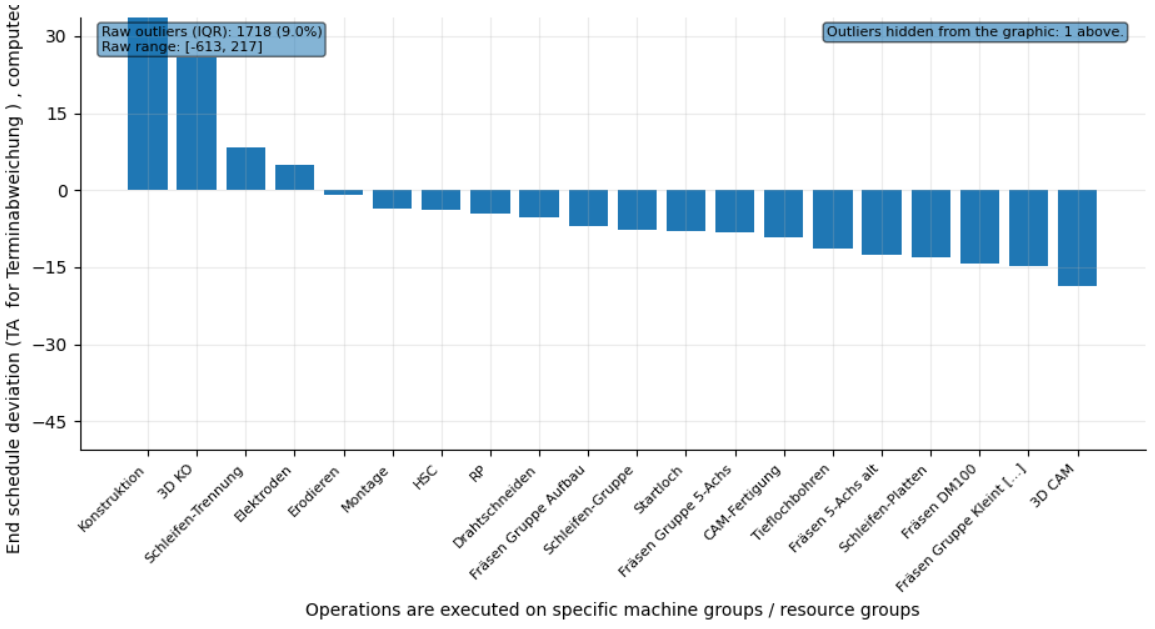 Raw outliers (IQR): 1718 (9.0%)
Raw range: [-613, 217]
Outliers hidden from the graphic: 1 above.
End schedule deviation (TA  for Terminabweichung ) , computed
30
15
0
−15
−30
−45
Konstruktion
3D KO
Schleifen-Trennung
Elektroden
Erodieren
Montage
HSC
RP
Drahtschneiden
Fräsen Gruppe Aufbau
Schleifen-Gruppe
Startloch
Fräsen Gruppe 5-Achs
CAM-Fertigung
Tieflochbohren
Fräsen 5-Achs alt
Schleifen-Platten
Fräsen DM100
Fräsen Gruppe Kleint [...]
3D CAM
Operations are executed on specific machine groups / resource groups